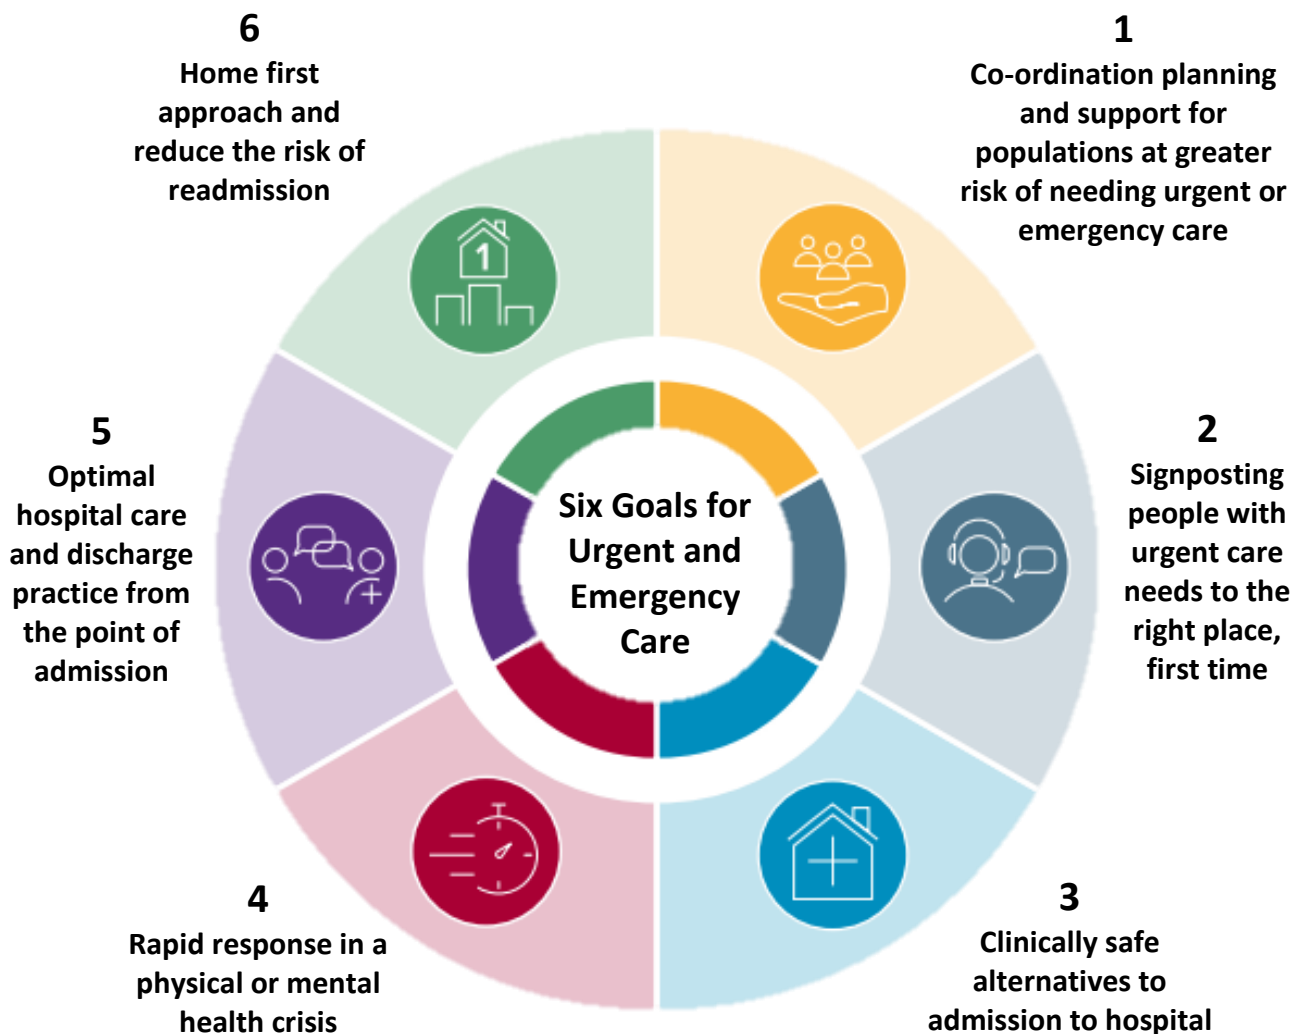 6
Home first
approach and
reduce the risk of
readmission
1
Co-ordination planning
and support for
populations at greater
risk of needing urgent or
emergency care
1
5
Optimal
hospital care
and discharge
practice from
the point of
admission
Six Goals for
Urgent and
Emergency
Care
2
Signposting
people with
urgent care
needs to the
right place,
first time
4
Rapid response in a
physical or mental
health crisis
3
Clinically safe
alternatives to
admission to hospital